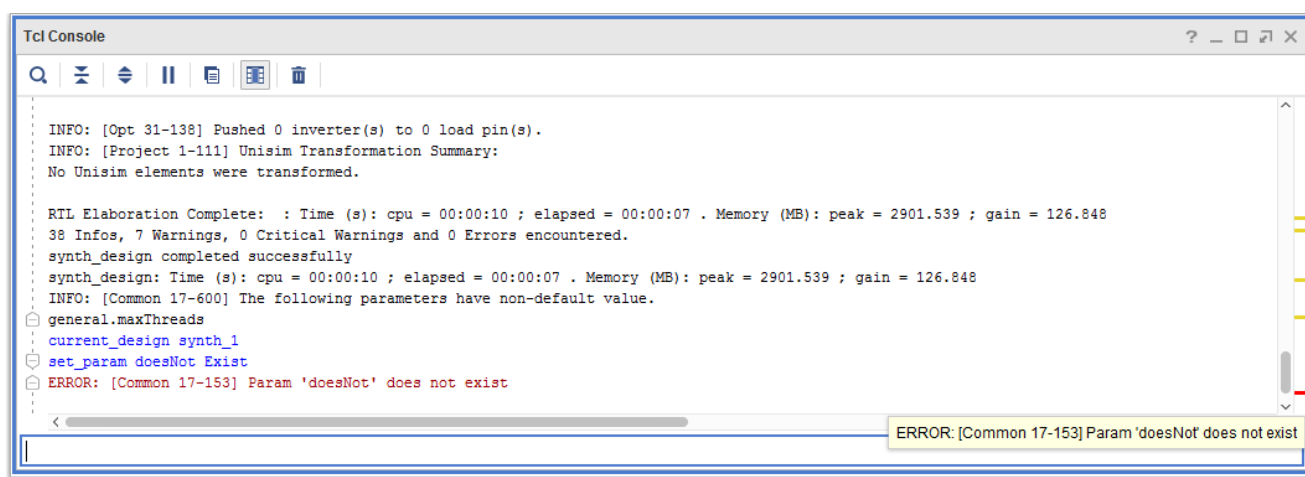 Tcl Console
INFO: [Opt 31-138] Pushed 0 inverter(s) to 0 load pin(s).
INFO: [Project 1-111] Unisim Transformation Summary:
No Unisim elements were transformed.
RTL Elaboration Complete:  : Time (s): cpu = 00:00:10 ; elapsed = 00:00:07 . Memory (MB): peak = 2901.539 ; gain = 126.848
38 Infos, 7 Warnings, 0 Critical Warnings and 0 Errors encountered.
synth_design completed successfully
synth_design: Time (s): cpu = 00:00:10 ; elapsed = 00:00:07 . Memory (MB): peak = 2901.539 ; gain = 126.848
INFO: [Common 17-600] The following parameters have non-default value.
general.maxThreads
current_design synth_1
set_param doesNot Exist
ERROR: [Common 17-153] Param 'doesNot' does not exist
ERROR: [Common 17-153] Param 'doesNot' does not exist